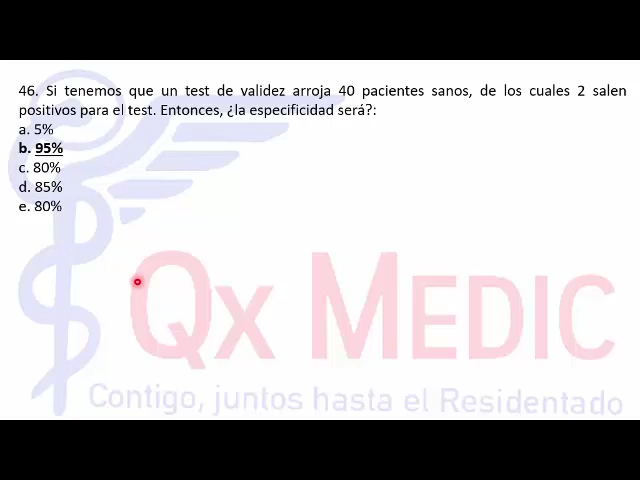 46. Si tenemos que un test de validez arroja 40 pacientes sanos, de los cuales 2 salen
positivos para el test. Entonces, ¿la especificidad será?:
a. 5%
b. 95%
c. 80%
d. 85%
e. 80%
Qx MEDIC
Contigo, juntos hasta el Residentado